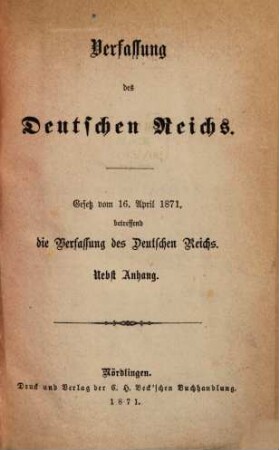 Verfassung
des
Deutschen Reichs.
Gesetz vom 16. April 1871,
betreffend
die Verfassung des Deutschen Reichs.
Nebst Anhang.
Nördlingen.
Druck und Verlag der C. H. Beck'schen Buchhandlung.
1871.